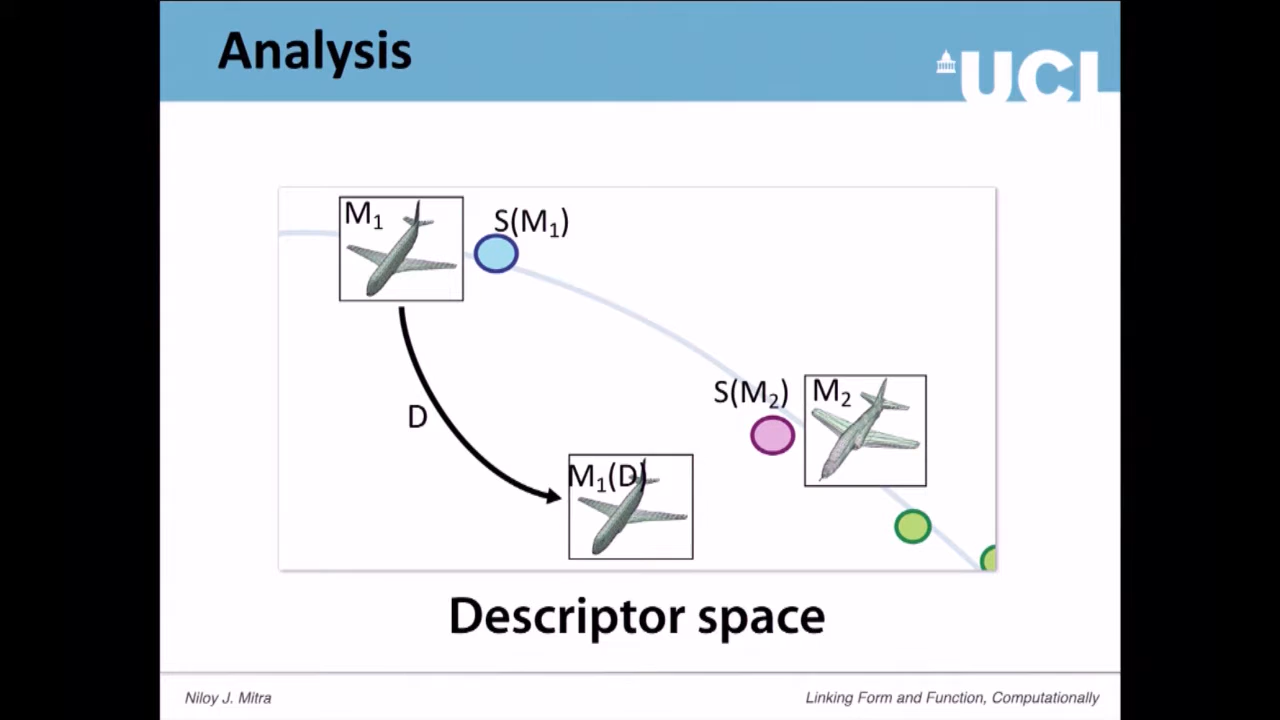 Analysis
UCL
M₁
S(M₁)
S(M₂)
M₂
D
M₁(D)
Descriptor space
Niloy J. Mitra
Linking Form and Function, Computationally